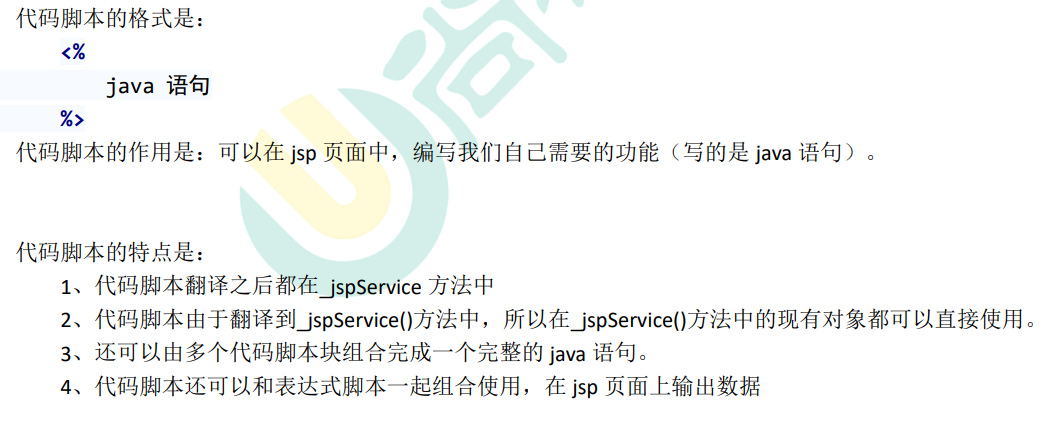 代码脚本的格式是：
<%
java 语句
%>
代码脚本的作用是：可以在 jsp 页面中，编写我们自己需要的功能（写的是 java 语句）。
代码脚本的特点是：
1、代码脚本翻译之后都在_jspService 方法中
2、代码脚本由于翻译到_jspService()方法中，所以在_jspService()方法中的现有对象都可以直接使用。
3、还可以由多个代码脚本块组合完成一个完整的 java 语句。
4、代码脚本还可以和表达式脚本一起组合使用，在 jsp 页面上输出数据